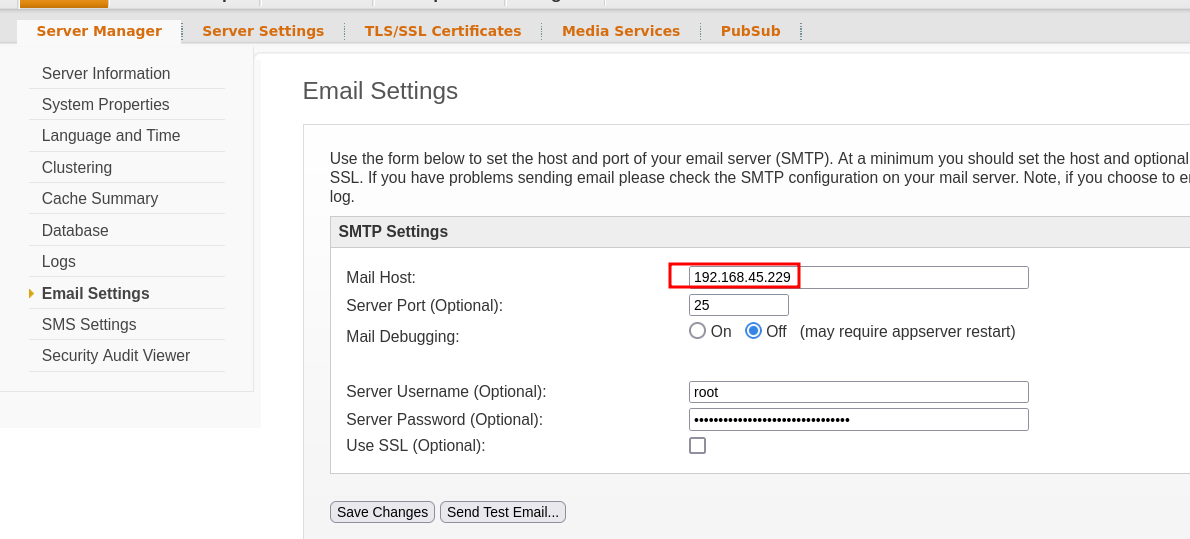 Server Manager
Server Settings
TLS/SSL Certificates
Media Services
PubSub
Server Information
System Properties
Language and Time
Clustering
Cache Summary
Database
Logs
Email Settings
SMS Settings
Security Audit Viewer
Email Settings
Use the form below to set the host and port of your email server (SMTP). At a minimum you should set the host and optional
SSL. If you have problems sending email please check the SMTP configuration on your mail server. Note, if you choose to
log.
SMTP Settings
Mail Host: 192.168.45.229
Server Port (Optional): 25
Mail Debugging: On Off (may require appserver restart)
Server Username (Optional): root
Server Password (Optional): ••••••••••••••••••••••••••••••••
Use SSL (Optional):
Save Changes Send Test Email...